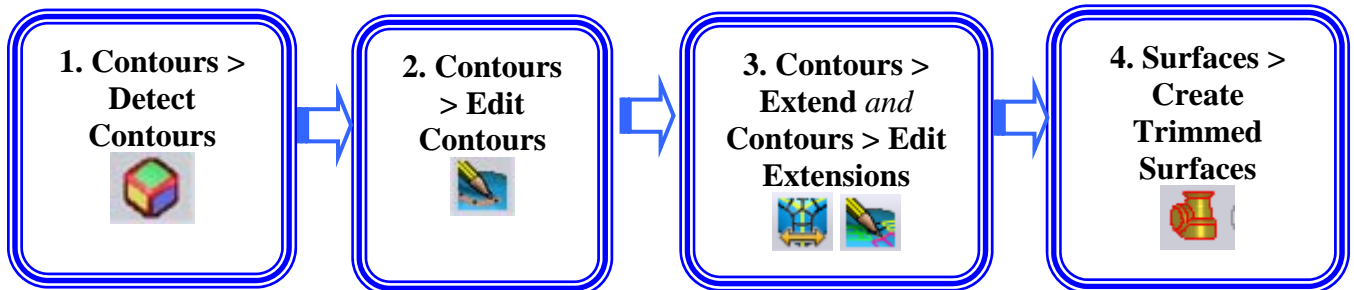 1. Contours >
Detect
Contours
2. Contours
> Edit
Contours
3. Contours >
Extend and
Contours > Edit
Extensions
4. Surfaces >
Create
Trimmed
Surfaces